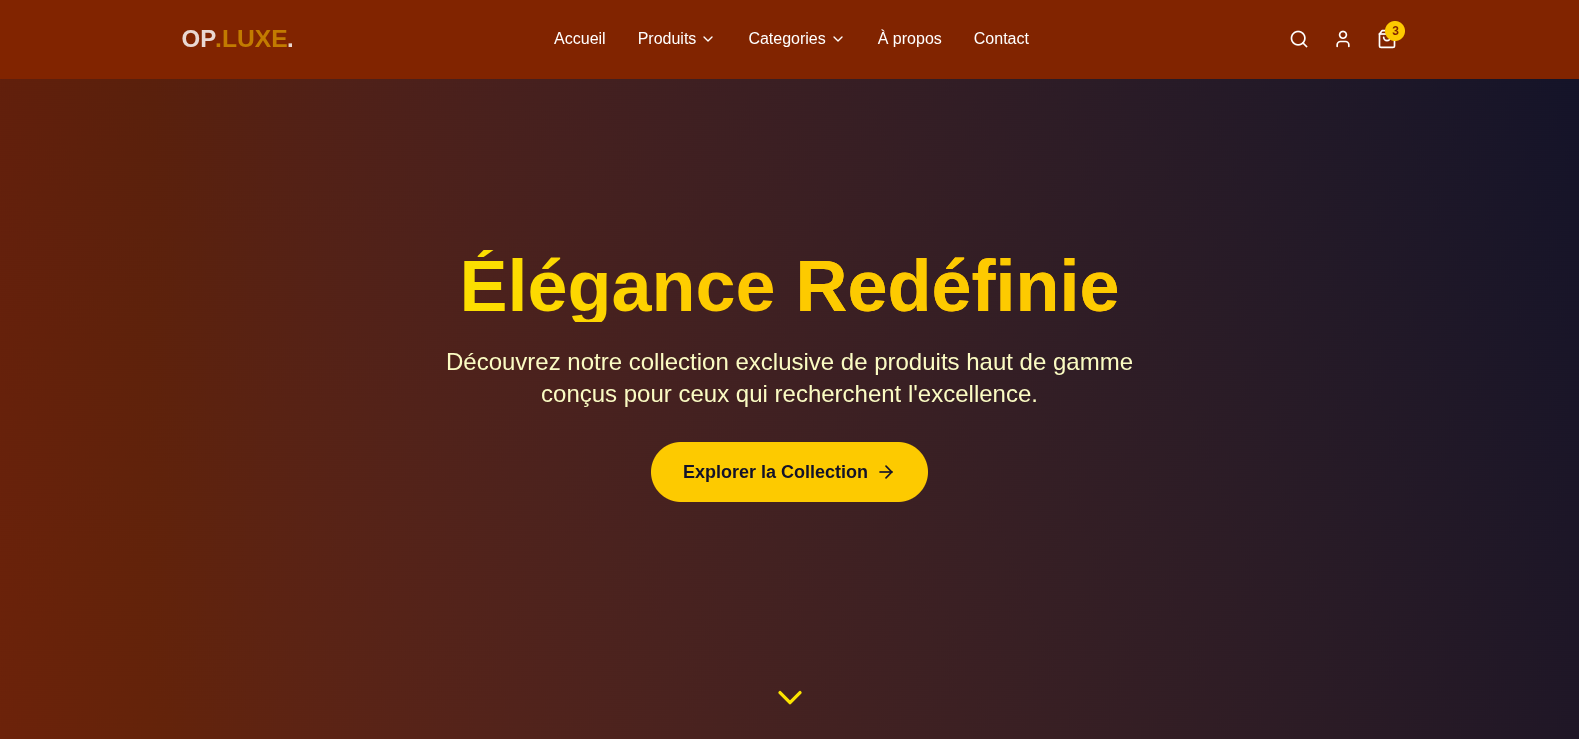 OP.LUXE.
Accueil
Produits
Categories
À propos
Contact
3
Élégance Redéfinie
Découvrez notre collection exclusive de produits haut de gamme
conçus pour ceux qui recherchent l'excellence.
Explorer la Collection